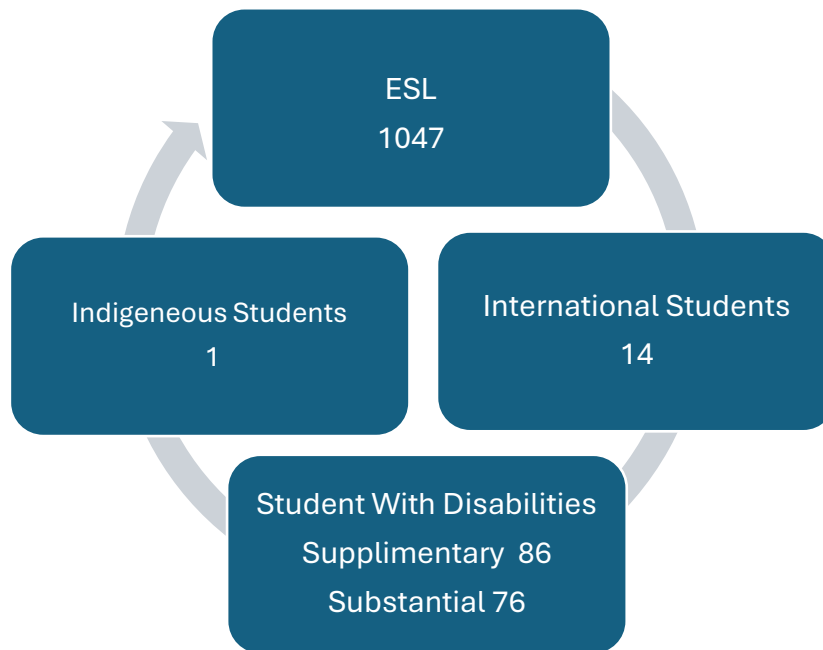 ESL
1047
International Students
14
Student With Disabilities
Supplimentary 86
Substantial 76
Indigeneous Students
1